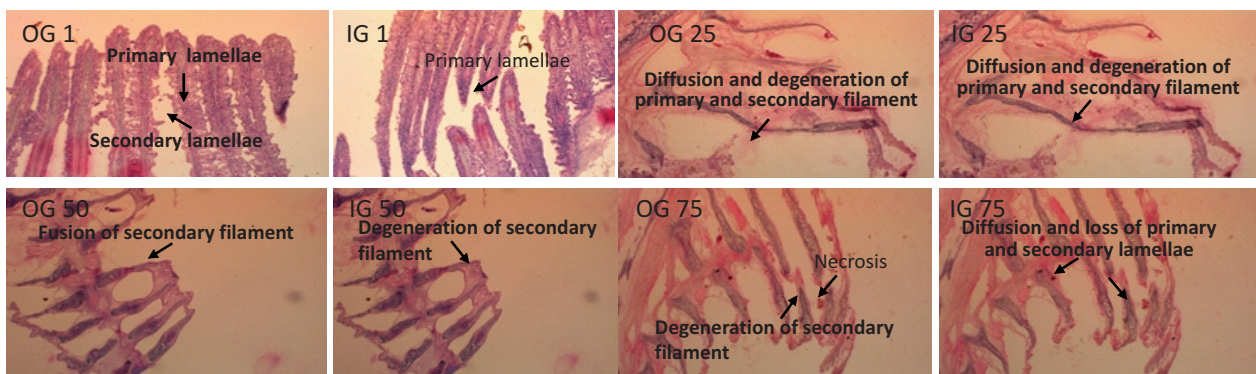 OG 1
Primary lamellae
Secondary lamellae
IG 1
Primary lamellae
OG 25
Diffusion and degeneration of
primary and secondary filament
IG 25
Diffusion and degeneration of
primary and secondary filament
OG 50
Fusion of secondary filament
IG 50
Degeneration of secondary
filament
OG 75
Necrosis
Degeneration of secondary
filament
IG 75
Diffusion and loss of primary
and secondary lamellae